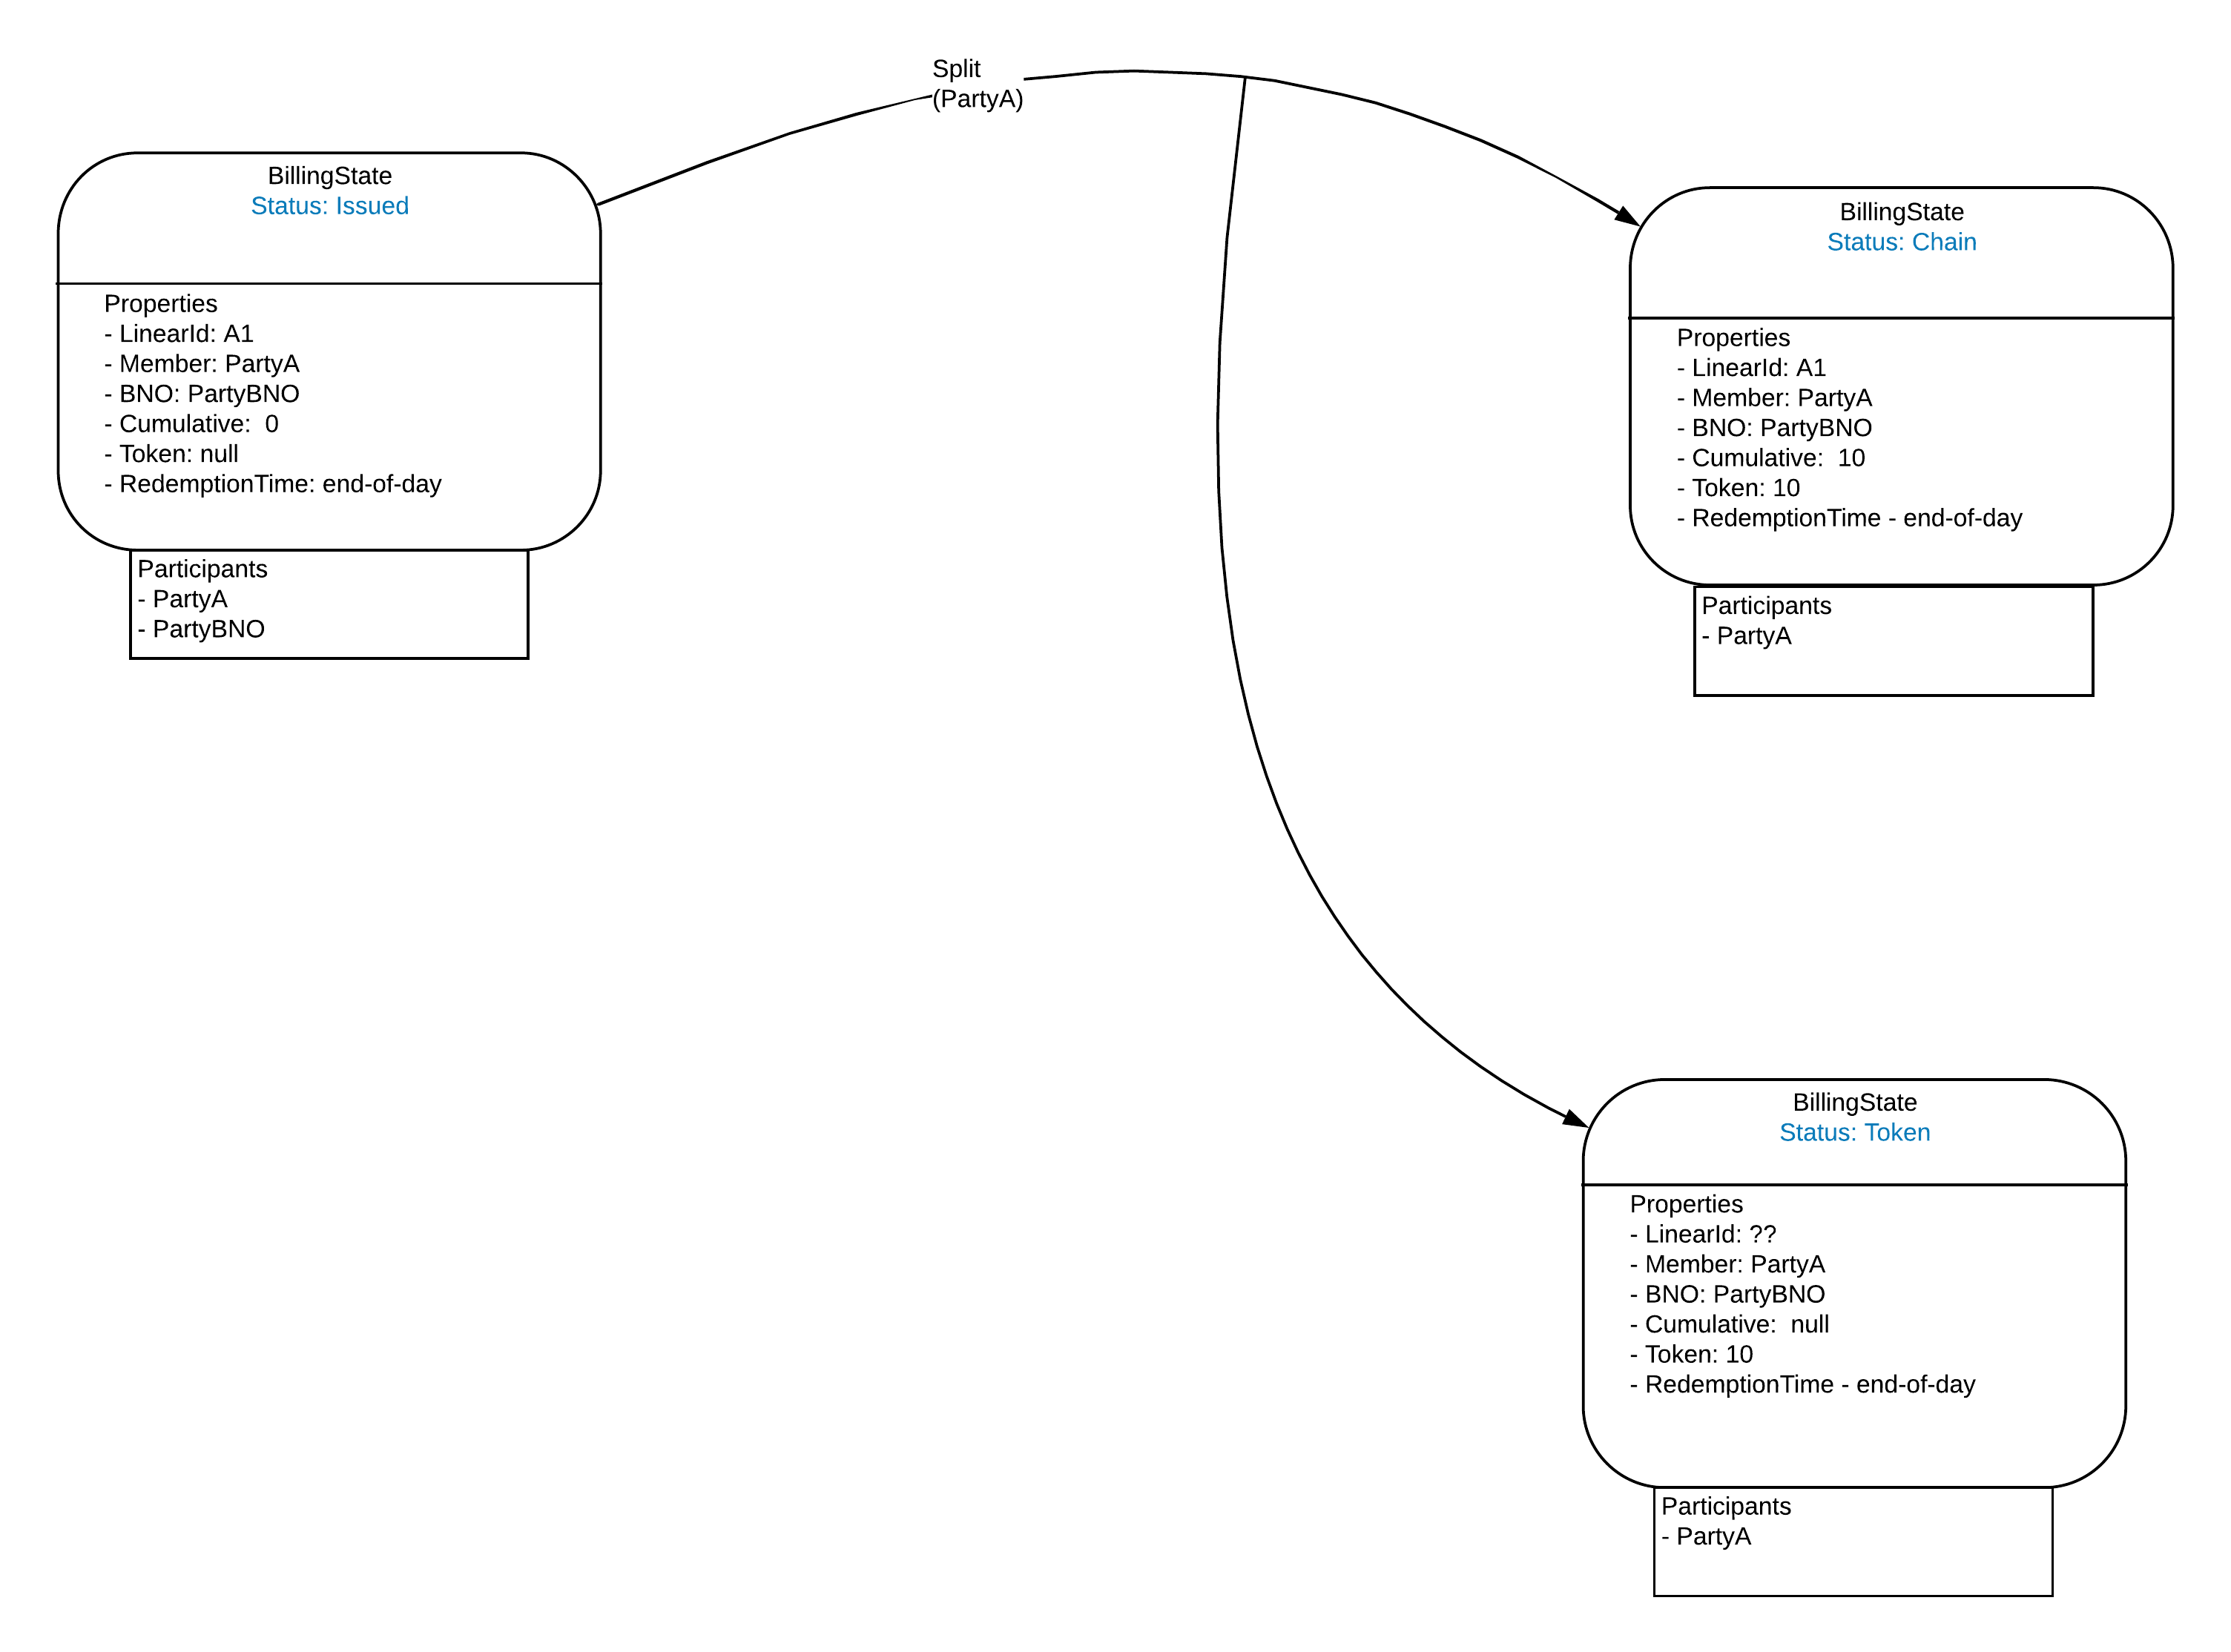 Split
(PartyA)
BillingState
Status: Issued
Properties
- LinearId: A1
- Member: PartyA
- BNO: PartyBNO
- Cumulative:  0
- Token: null
- RedemptionTime: end-of-day
Participants
- PartyA
- PartyBNO
BillingState
Status: Chain
Properties
- LinearId: A1
- Member: PartyA
- BNO: PartyBNO
- Cumulative:  10
- Token: 10
- RedemptionTime - end-of-day
Participants
- PartyA
BillingState
Status: Token
Properties
- LinearId: ??
- Member: PartyA
- BNO: PartyBNO
- Cumulative:  null
- Token: 10
- RedemptionTime - end-of-day
Participants
- PartyA